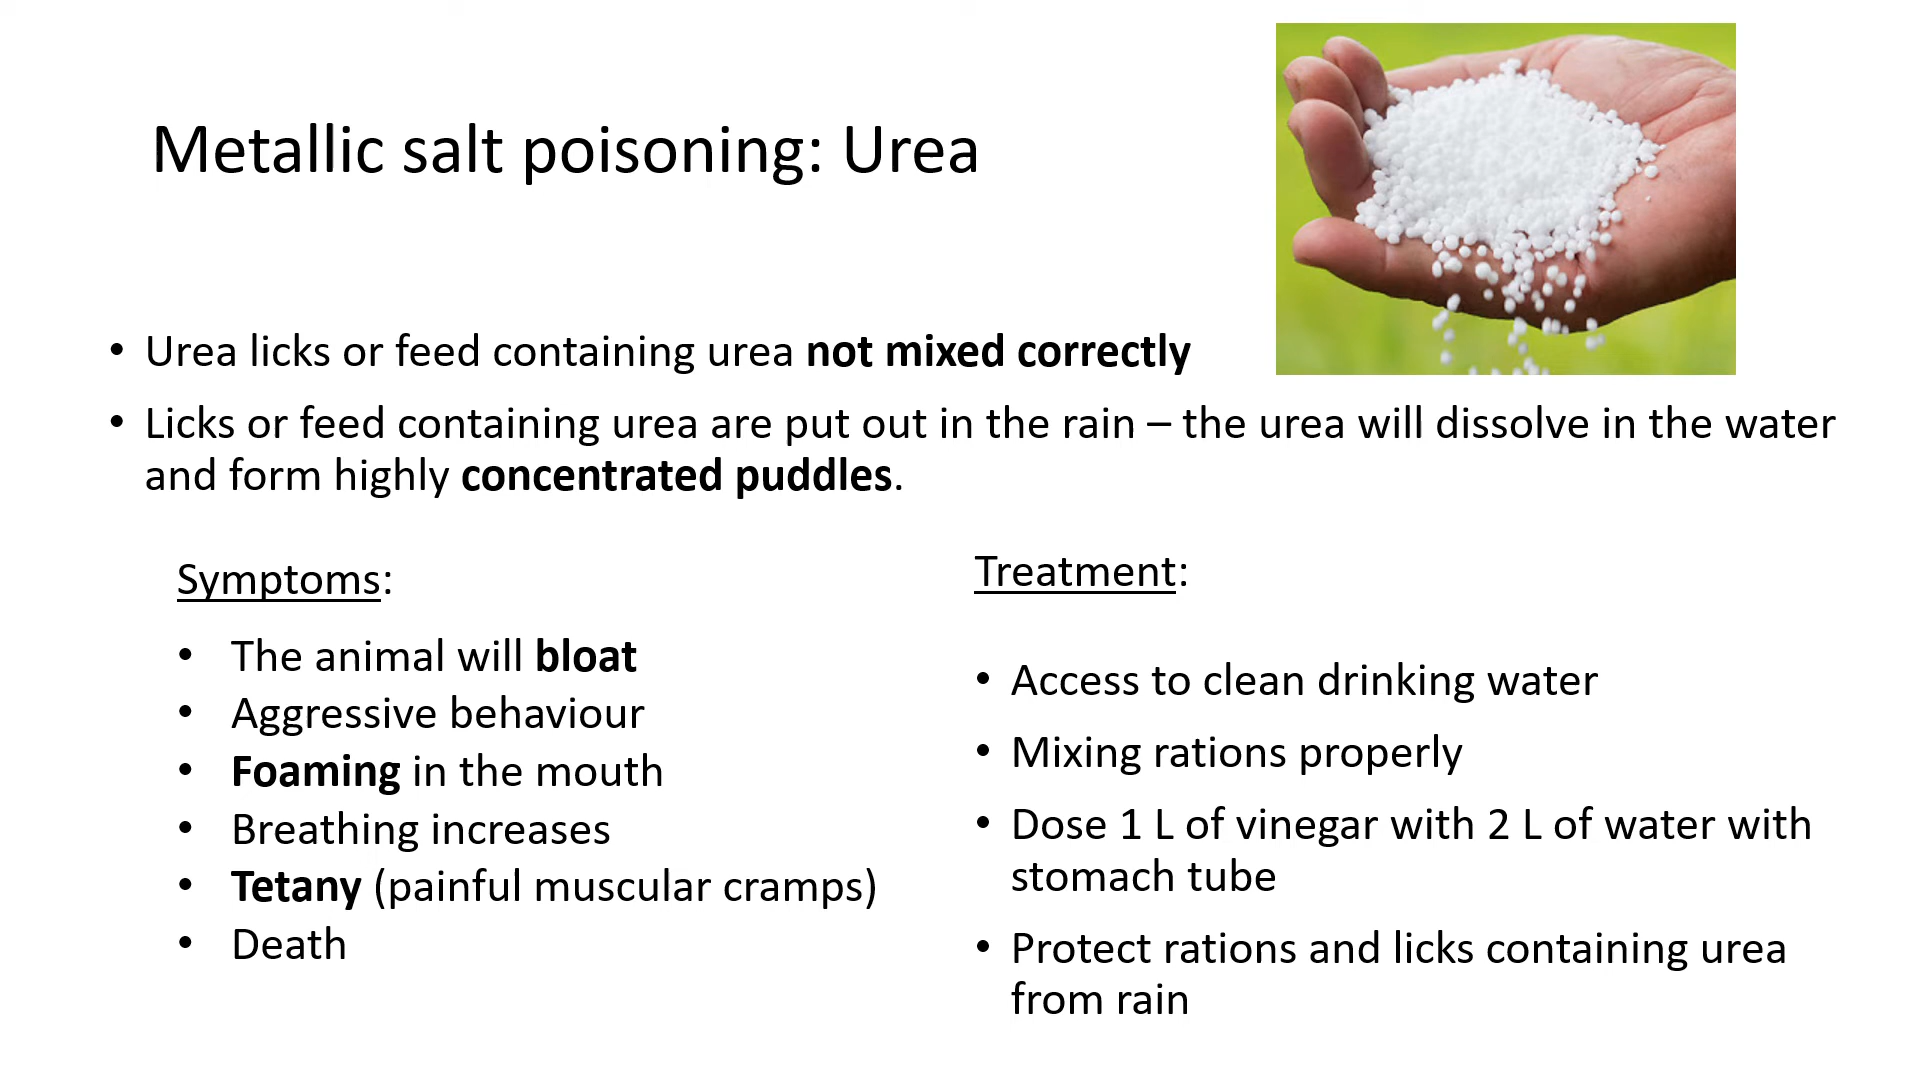 Metallic salt poisoning: Urea
• Urea licks or feed containing urea not mixed correctly
• Licks or feed containing urea are put out in the rain – the urea will dissolve in the water
and form highly concentrated puddles.
Symptoms:
• The animal will bloat
• Aggressive behaviour
• Foaming in the mouth
• Breathing increases
• Tetany (painful muscular cramps)
• Death
Treatment:
• Access to clean drinking water
• Mixing rations properly
• Dose 1 L of vinegar with 2 L of water with
stomach tube
• Protect rations and licks containing urea
from rain